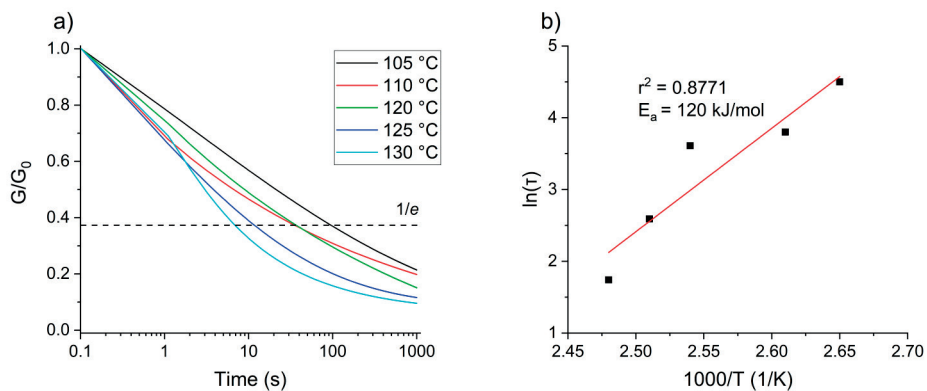 a)
G/G0
1.0
0.8
0.6
0.4
0.2
0.0
105 °C
110 °C
120 °C
125 °C
130 °C
1/e
0.1
1
10
100
1000
Time (s)
b)
ln(τ)
5
4
3
2
1
r² = 0.8771
Eₐ = 120 kJ/mol
2.45
2.50
2.55
2.60
2.65
2.70
1000/T (1/K)